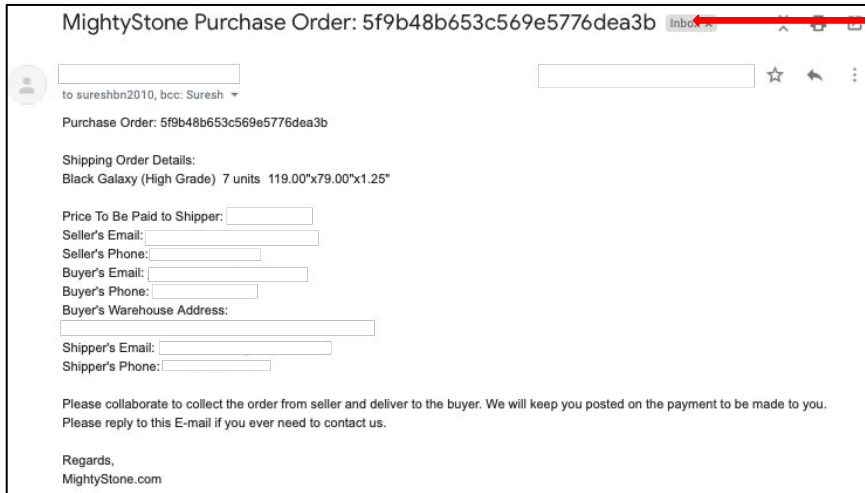 MightyStone Purchase Order: 5f9b48b653c569e5776dea3b Inbox ×
to sureshbn2010, bcc: Suresh
Purchase Order: 5f9b48b653c569e5776dea3b
Shipping Order Details:
Black Galaxy (High Grade) 7 units 119.00"x79.00"x1.25"
Price To Be Paid to Shipper:
Seller's Email:
Seller's Phone:
Buyer's Email:
Buyer's Phone:
Buyer's Warehouse Address:
Shipper's Email:
Shipper's Phone:
Please collaborate to collect the order from seller and deliver to the buyer. We will keep you posted on the payment to be made to you.
Please reply to this E-mail if you ever need to contact us.
Regards,
MightyStone.com